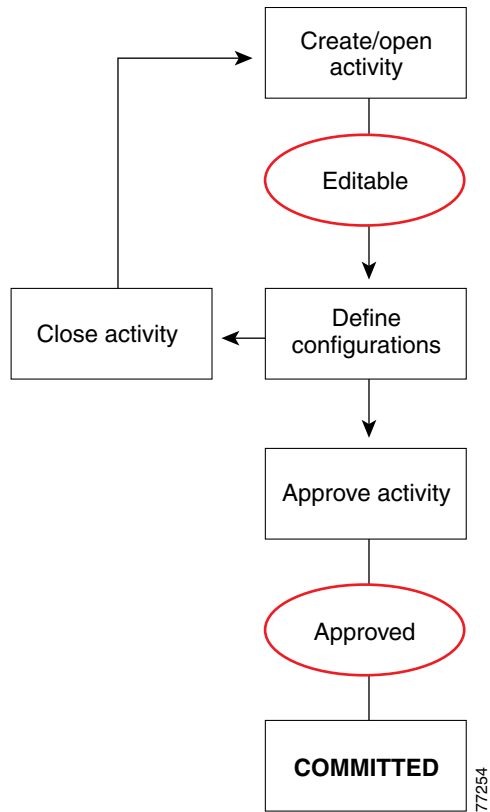 Create/open
activity
Editable
Close activity
Define
configurations
Approve activity
Approved
COMMITTED
77254